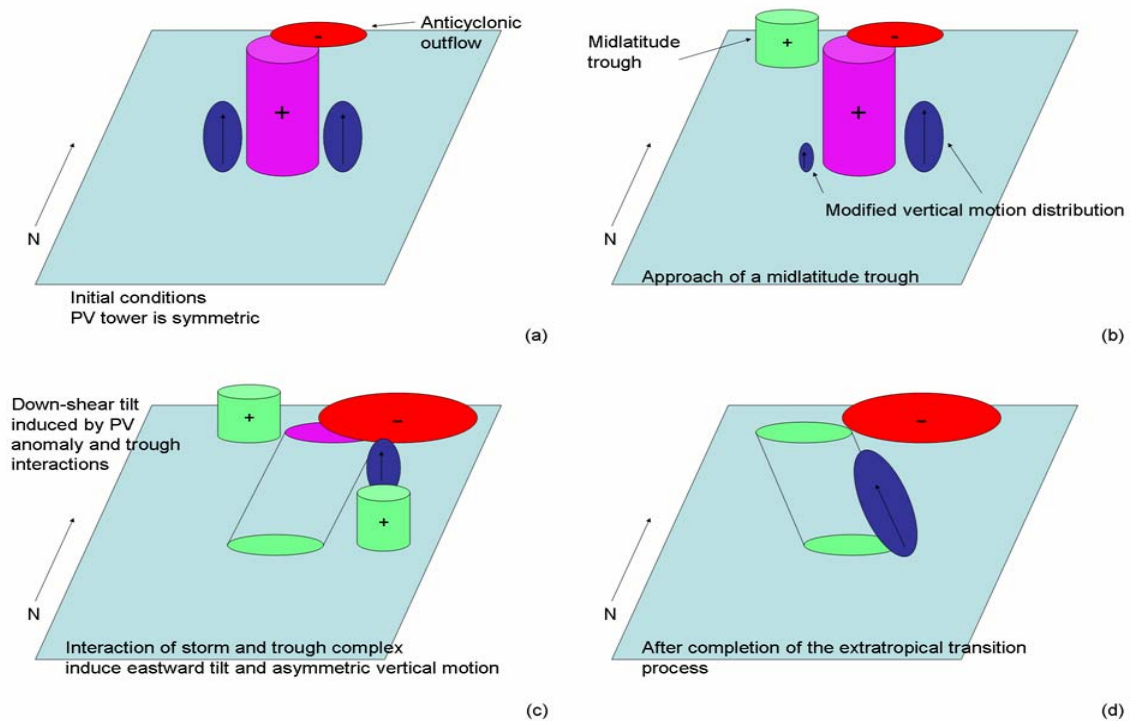 Anticyclonic
outflow
-
+
N
Initial conditions
PV tower is symmetric
(a)
Midlatitude
trough
+
-
+
Modified vertical motion distribution
N
Approach of a midlatitude trough
(b)
Down-shear tilt
induced by PV
anomaly and trough
interactions
+
-
+
N
Interaction of storm and trough complex
induce eastward tilt and asymmetric vertical motion
(c)
-
N
After completion of the extratropical transition
process
(d)